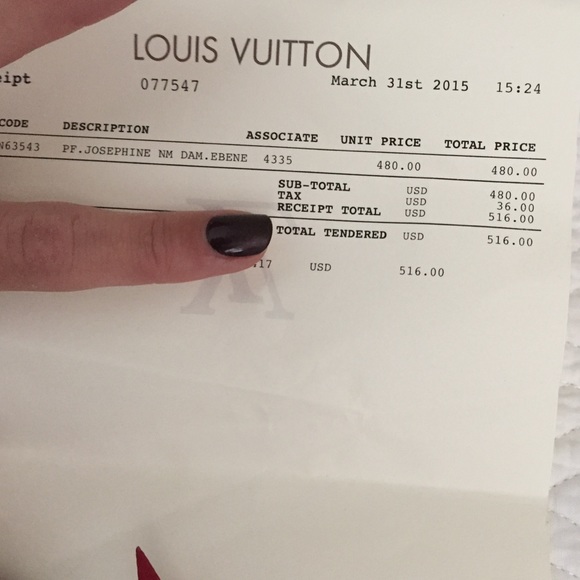 LOUIS VUITTON
eipt 077547 March 31st 2015 15:24
CODE DESCRIPTION ASSOCIATE UNIT PRICE TOTAL PRICE
N63543 PF.JOSEPHINE NM DAM.EBENE 4335 480.00 480.00
SUB-TOTAL USD 480.00
TAX USD 36.00
RECEIPT TOTAL USD 516.00
TOTAL TENDERED USD 516.00
.17 USD 516.00